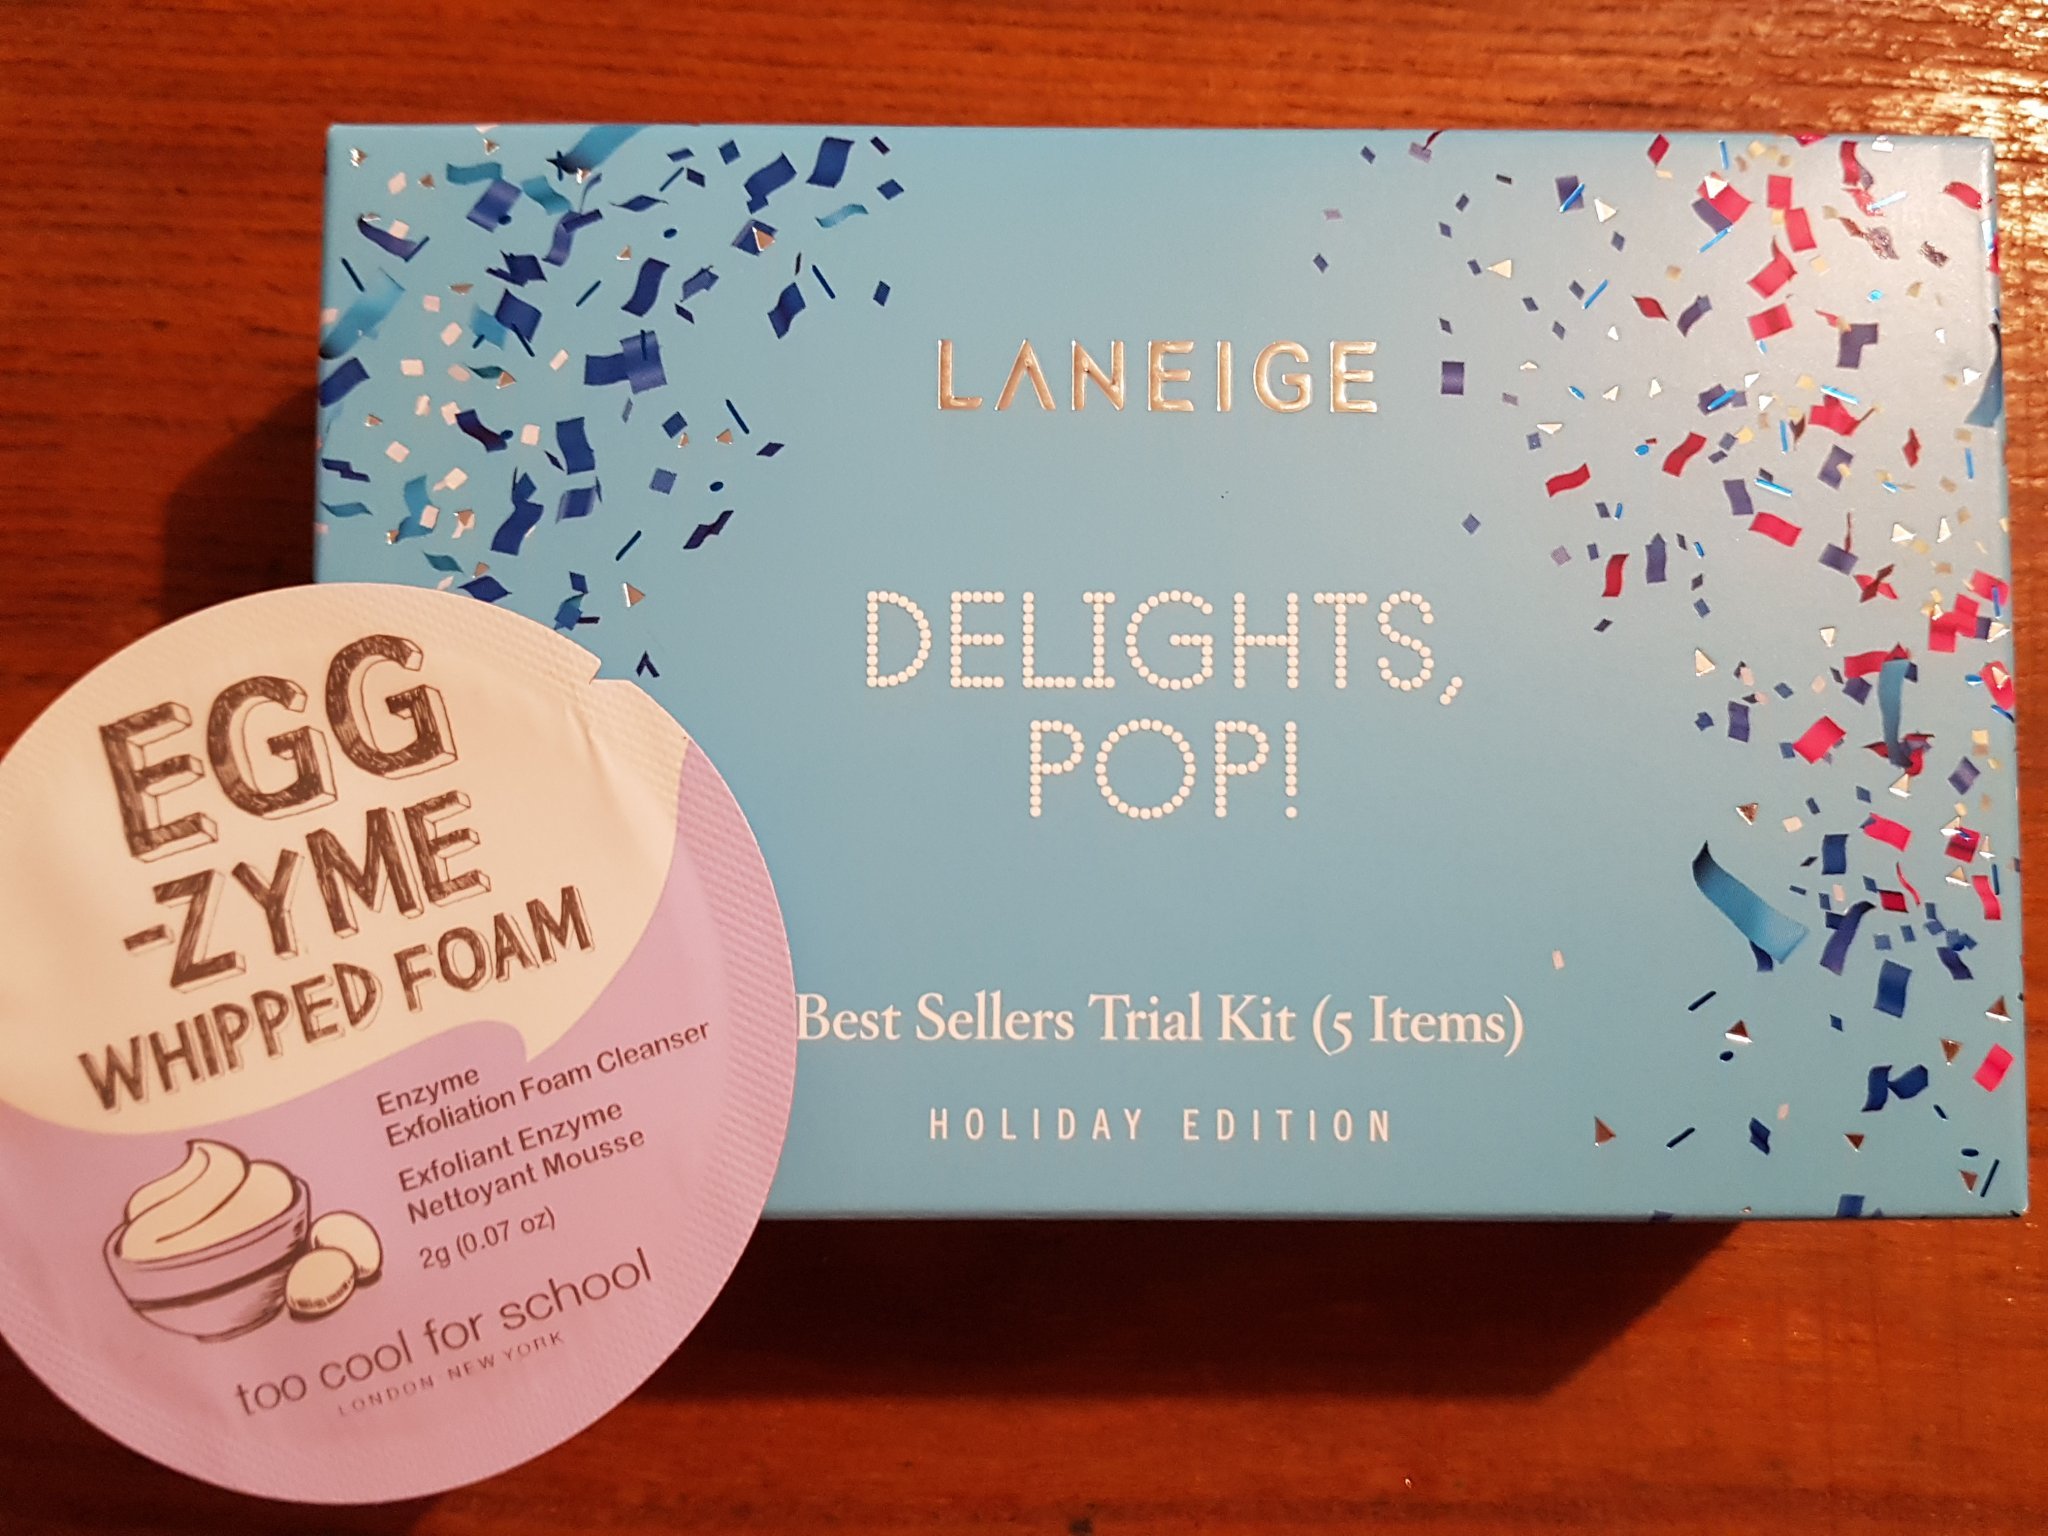 LANEIGE
DELIGHTS,
POP!
Best Sellers Trial Kit (5 Items)
HOLIDAY EDITION
EGG
-ZYME
WHIPPED FOAM
Enzyme
Exfoliation Foam Cleanser
Exfoliant Enzyme
Nettoyant Mousse
2g (0.07 oz)
too cool for school
LONDON NEW YORK